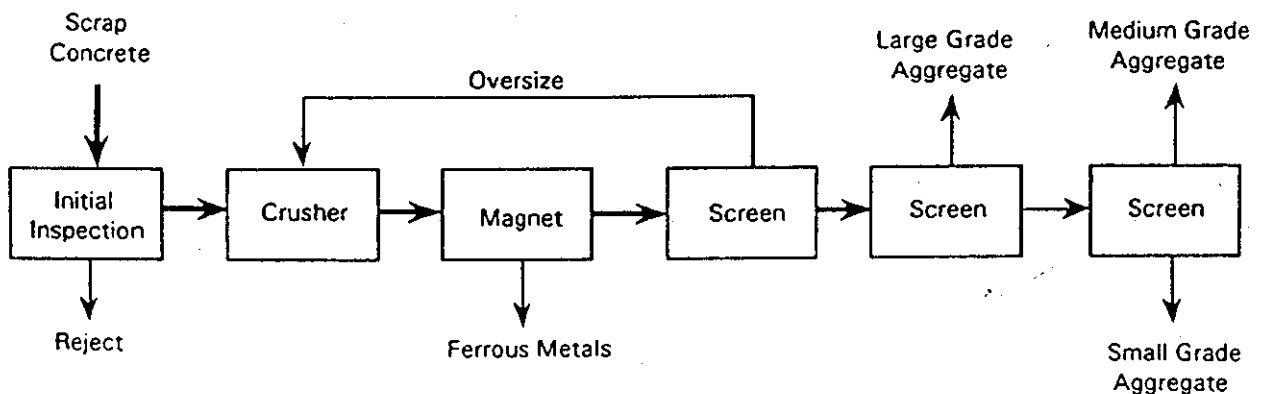 Scrap
Concrete
Large Grade
Aggregate
Medium Grade
Aggregate
Oversize
Initial
Inspection
Crusher
Magnet
Screen
Screen
Screen
Reject
Ferrous Metals
Small Grade
Aggregate